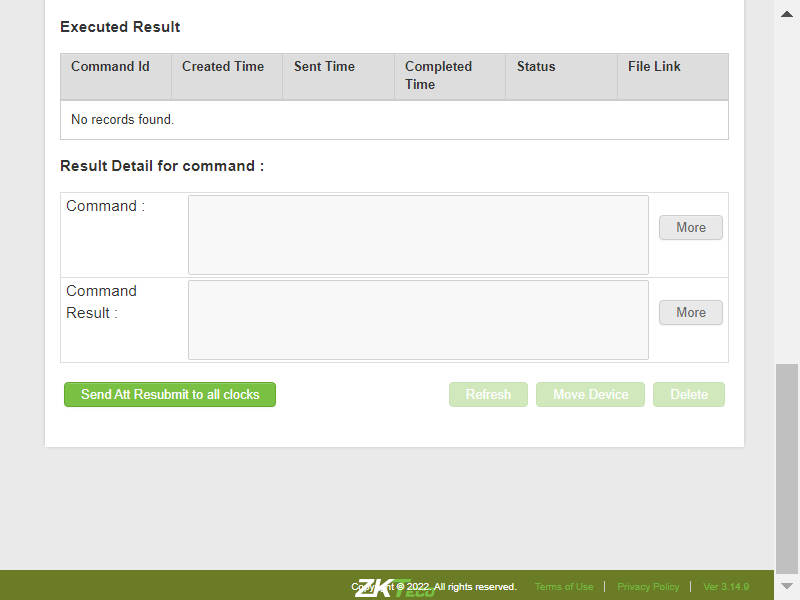 Executed Result
Command Id Created Time Sent Time Completed Time Status File Link
No records found.
Result Detail for command :
Command :
More
Command
Result :
More
Send Att Resubmit to all clocks Refresh Move Device Delete
ZKTeco
Copyright © 2022. All rights reserved. Terms of Use | Privacy Policy | Ver 3.14.9